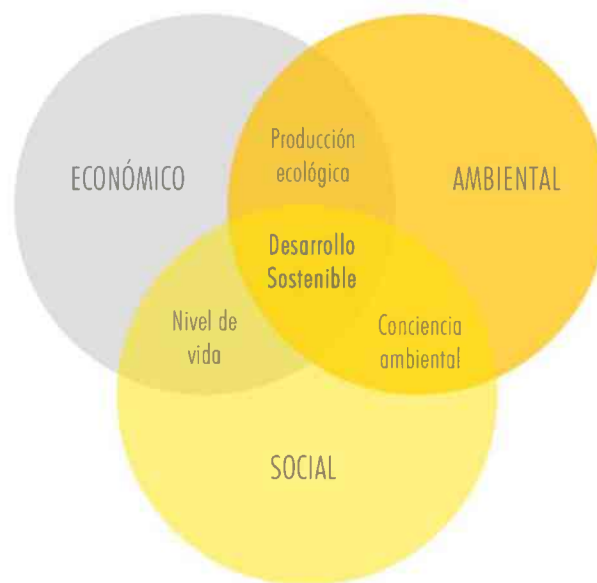 Producción
ecológica
ECONÓMICO
AMBIENTAL
Desarrollo
Sostenible
Nivel de
vida
Conciencia
ambiental
SOCIAL